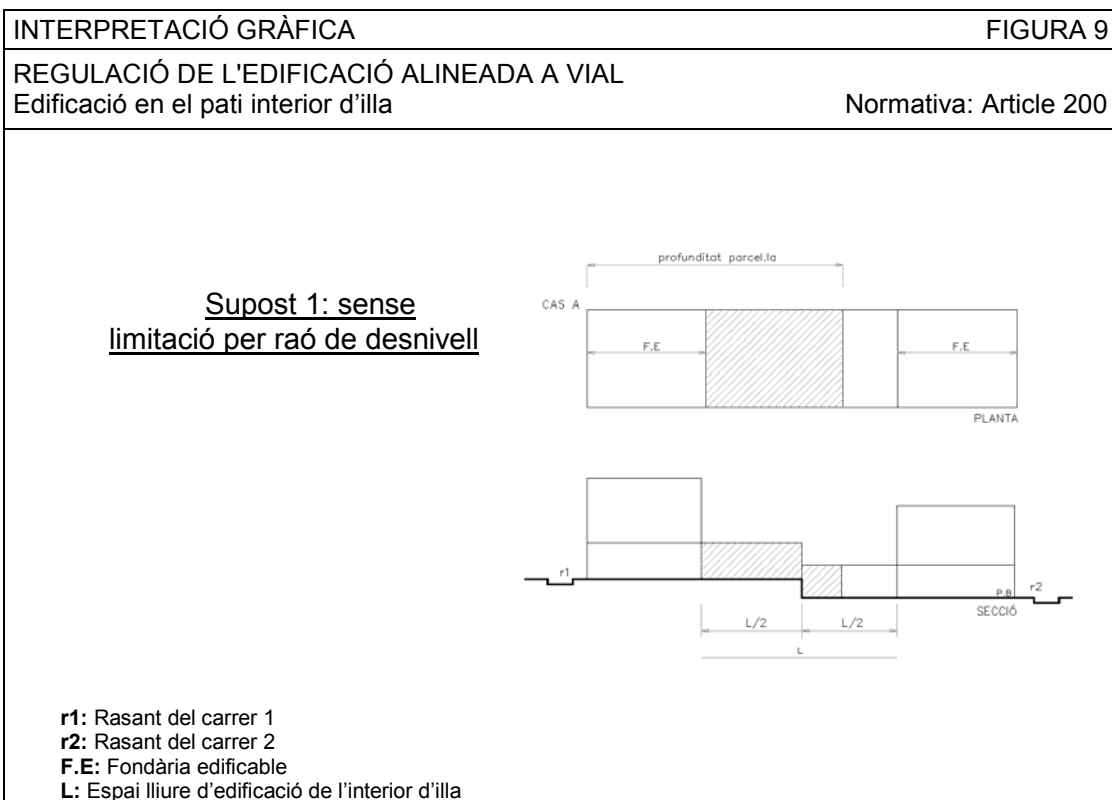 INTERPRETACIÓ GRÀFICA FIGURA 9
REGULACIÓ DE L'EDIFICACIÓ ALINEADA A VIAL
Edificació en el pati interior d’illa Normativa: Article 200
Supost 1: sense
limitació per raó de desnivell
profunditat parcel.la
CAS A
F.E F.E
PLANTA
r1 P.B r2
SECCIÓ
L/2 L/2
L
r1: Rasant del carrer 1
r2: Rasant del carrer 2
F.E: Fondària edificable
L: Espai lliure d’edificació de l’interior d’illa